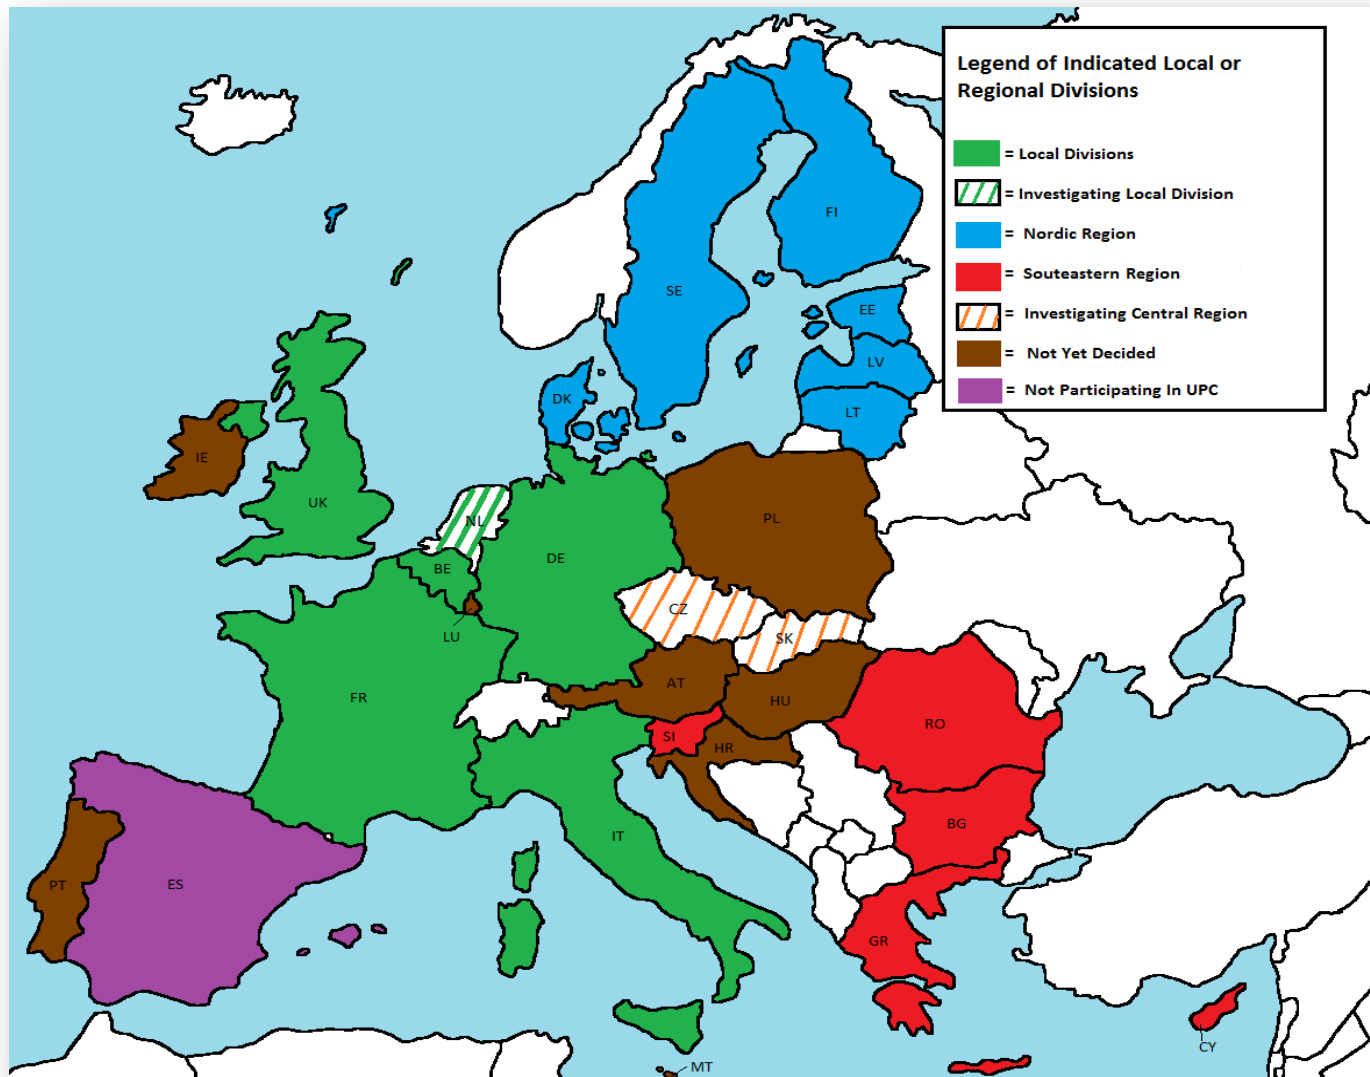 Legend of Indicated Local or
Regional Divisions
= Local Divisions
= Investigating Local Division
= Nordic Region
= Souteastern Region
= Investigating Central Region
= Not Yet Decided
= Not Participating In UPC
FI
SE
EE
LV
LT
DK
IE
UK
NL
PL
BE
DE
CZ
LU
SK
FR
AT
HU
RO
SI
HR
IT
BG
PT
ES
GR
CY
MT